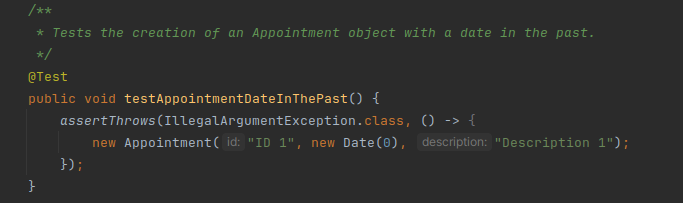 /**
 * Tests the creation of an Appointment object with a date in the past.
 */
@Test
public void testAppointmentDateInThePast() {
    assertThrows(IllegalArgumentException.class, () -> {
        new Appointment( id: "ID 1", new Date(0), description: "Description 1");
    });
}